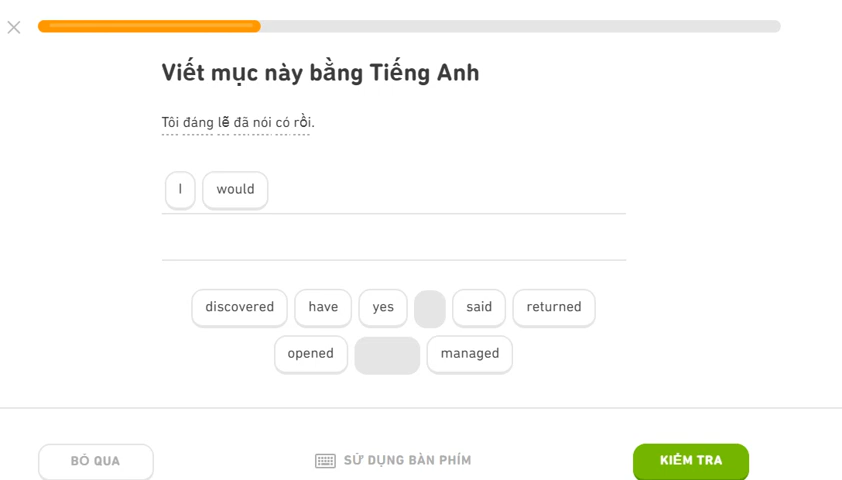 Viết mục này bằng Tiếng Anh
Tôi đáng lẽ đã nói có rồi.
I would
discovered have yes said returned
opened managed
BỎ QUA SỬ DỤNG BÀN PHÍM KIỂM TRA